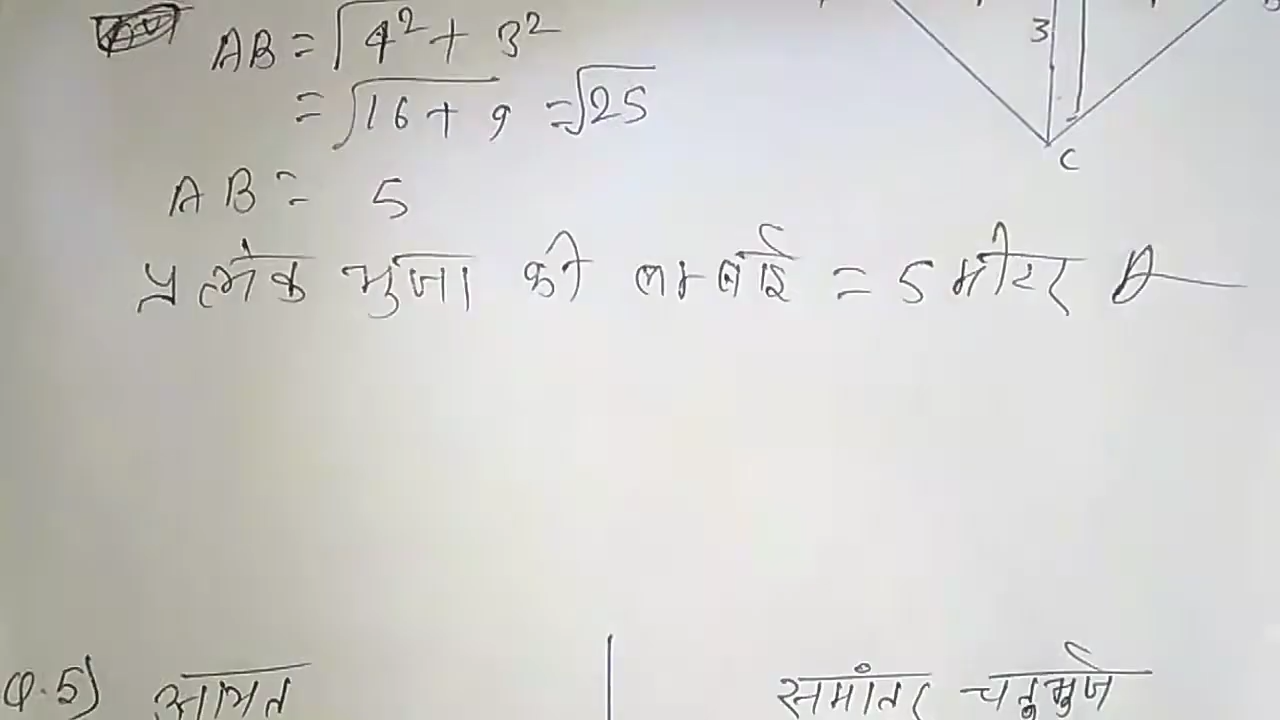 AB = √4² + 3²
= √16 + 9 = √25
3
C
AB = 5
प्रत्येक भुजा की लम्बाई = 5 मीटर
Q.5) आयत | समांतर चतुर्भुज